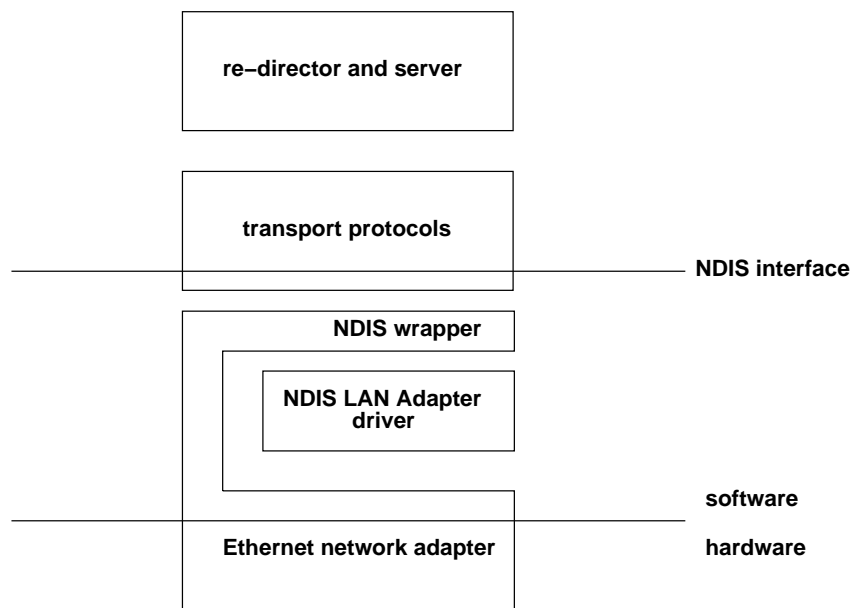 re–director and server
transport protocols
NDIS interface
NDIS wrapper
NDIS LAN Adapter
driver
software
Ethernet network adapter
hardware